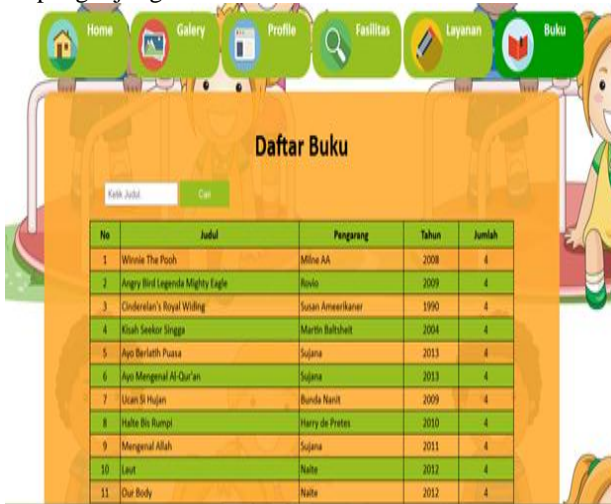 Home Galery Profile Fasilitas Layanan Buku
Daftar Buku
Ketik Judul Cari
No Judul Pengarang Tahun Jumlah
1 Winnie The Pooh Milne AA 2008 4
2 Angry Bird Legenda Mighty Eagle Rovio 2009 4
3 Cinderelan's Royal Widing Susan Ameerikaner 1990 4
4 Kisah Seekor Singga Martin Baltsheit 2004 4
5 Ayo Berlatih Puasa Sujana 2013 4
6 Ayo Mengenal Al-Qur'an Sujana 2013 4
7 Ucan Si Hujan Bunda Nanit 2009 4
8 Halte Bis Rumpi Harry de Pretes 2010 4
9 Mengenal Allah Sujana 2011 4
10 Laut Naite 2012 4
11 Our Body Naite 2012 4